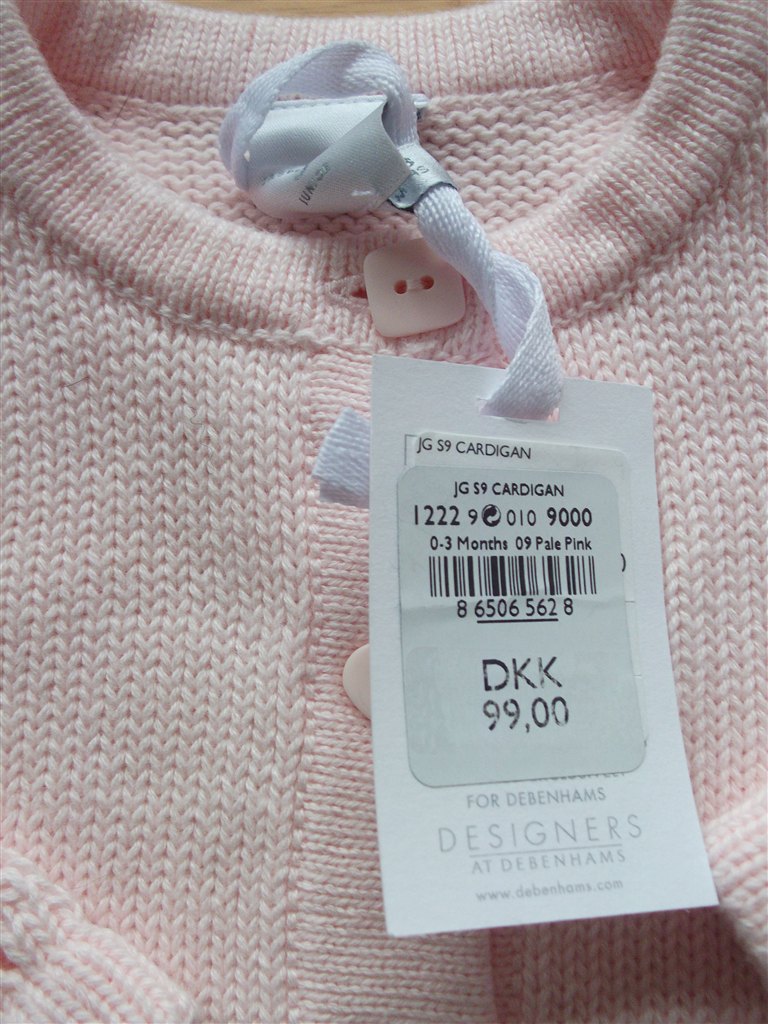 JG S9 CARDIGAN
JG S9 CARDIGAN
1222 9 010 9000
0-3 Months 09 Pale Pink
8 6506 562 8
DKK
99,00
FOR DEBENHAMS
DESIGNERS
AT DEBENHAMS
www.debenhams.com